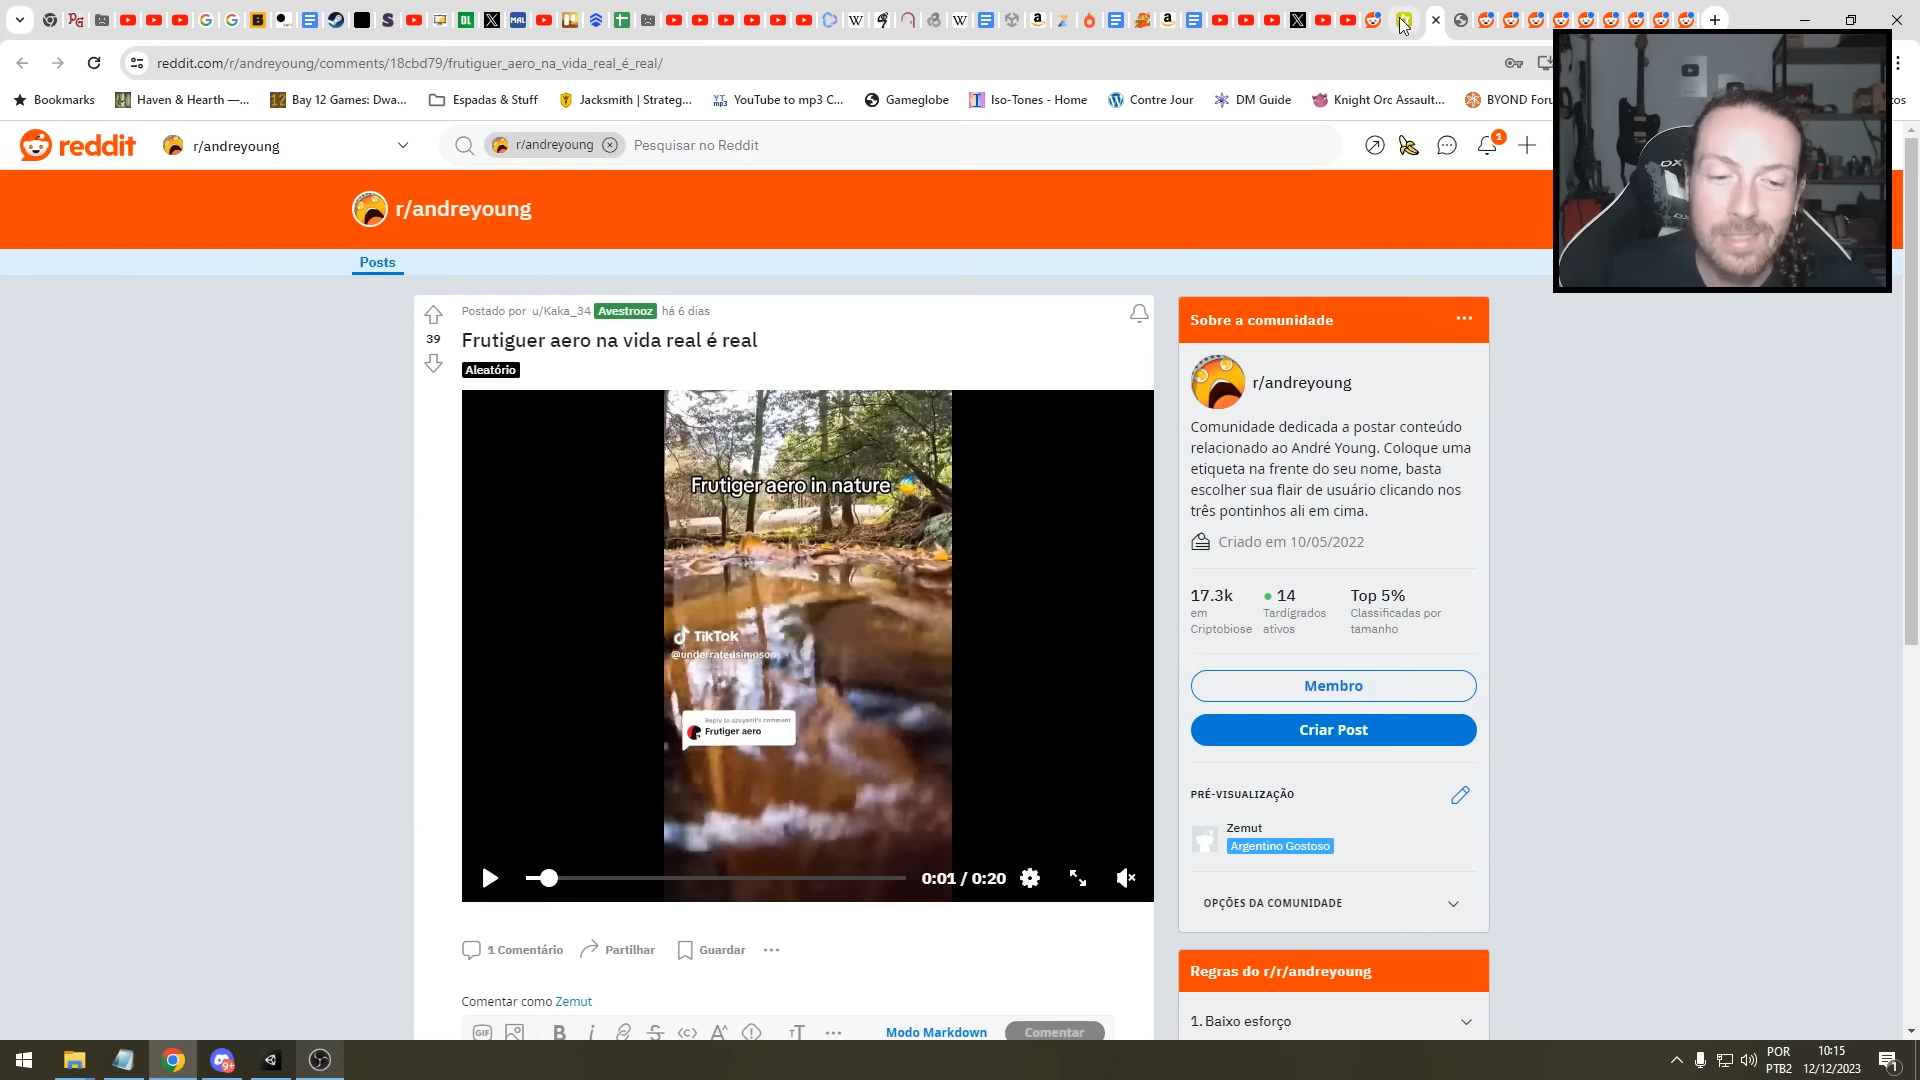 reddit.com/r/andreyoung/comments/18cbd79/frutiguer_aero_na_vida_real_é_real/
Bookmarks
Haven & Hearth —...
Bay 12 Games: Dwa...
Espadas & Stuff
Jacksmith | Strateg...
YouTube to mp3 C...
Gameglobe
Iso-Tones - Home
Contre Jour
DM Guide
Knight Orc Assault...
BYOND Foru
reddit
r/andreyoung
r/andreyoung
Pesquisar no Reddit
1
r/andreyoung
Posts
Postado por u/Kaka_34 Avestrooz há 6 dias
39
Frutiguer aero na vida real é real
Aleatório
Frutiger aero in nature
TikTok
Reply to azuyanii's comment
Frutiger aero
0:01 / 0:20
1 Comentário
Partilhar
Guardar
Comentar como Zemut
GIF
Modo Markdown
Comentar
Sobre a comunidade
r/andreyoung
Comunidade dedicada a postar conteúdo
relacionado ao André Young. Coloque uma
etiqueta na frente do seu nome, basta
escolher sua flair de usuário clicando nos
três pontinhos ali em cima.
Criado em 10/05/2022
17.3k
em
Criptobiose
14
Tardígrados
ativos
Top 5%
Classificadas por
tamanho
Membro
Criar Post
PRÉ-VISUALIZAÇÃO
Zemut
Argentino Gostoso
OPÇÕES DA COMUNIDADE
Regras do r/r/andreyoung
1. Baixo esforço
POR
PTB2
10:15
12/12/2023